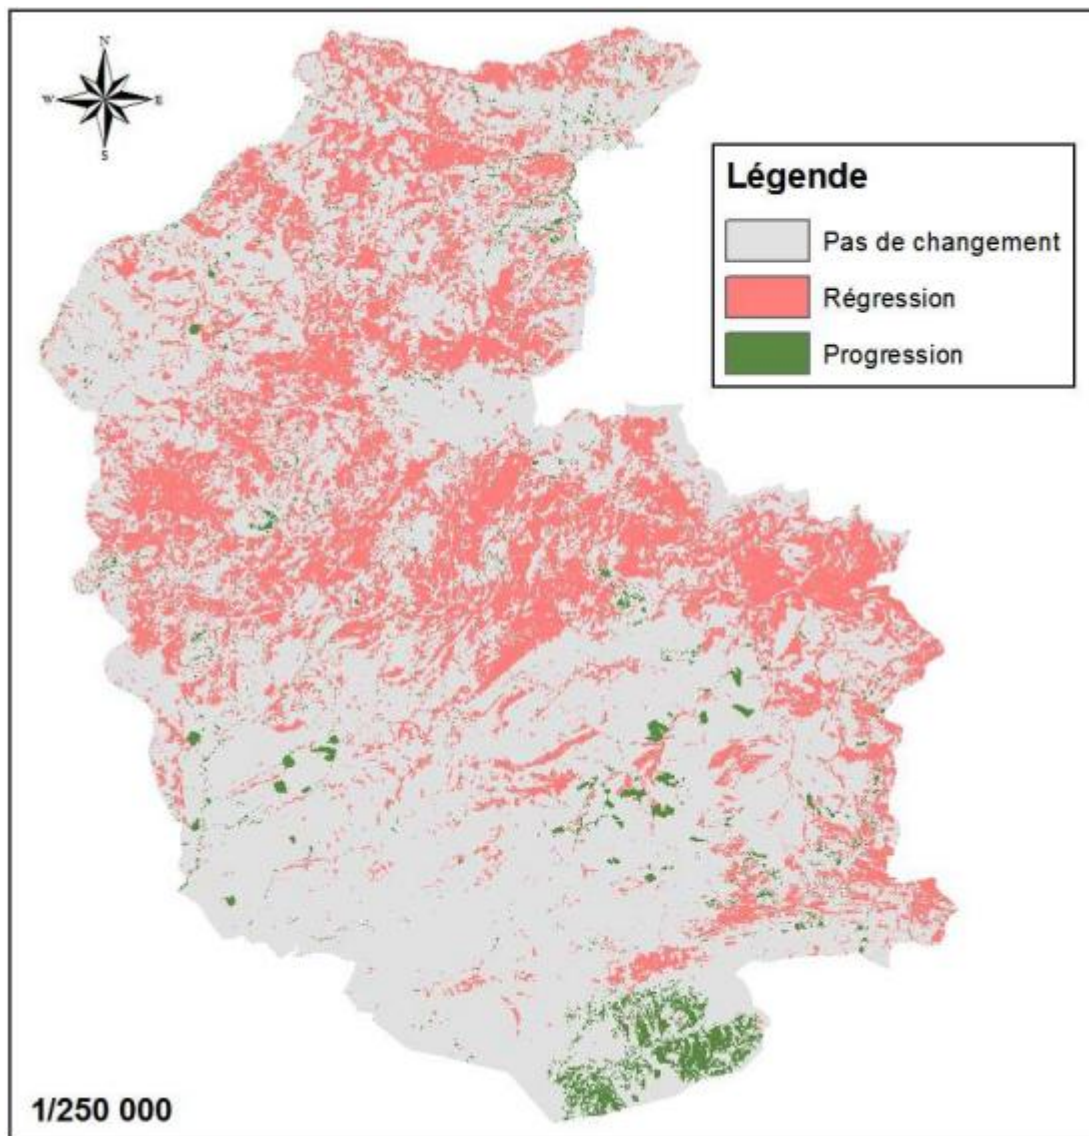 N
W
E
S
Légende
Pas de changement
Régression
Progression
1/250 000